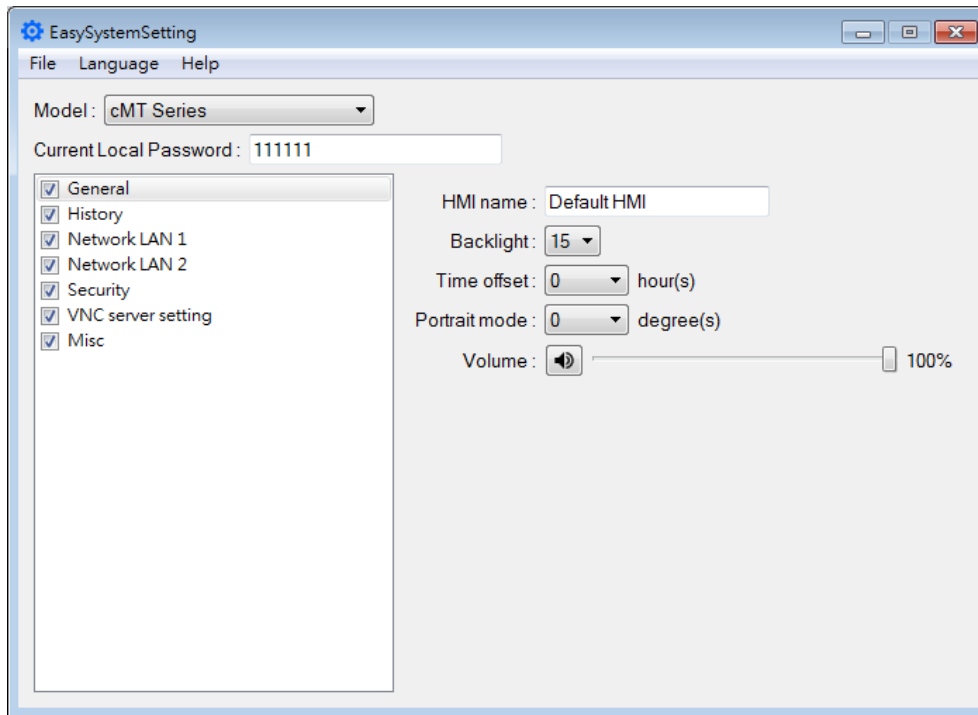 EasySystemSetting
File Language Help
Model : cMT Series
Current Local Password : 111111
General
History
Network LAN 1
Network LAN 2
Security
VNC server setting
Misc
HMI name : Default HMI
Backlight : 15
Time offset : 0 hour(s)
Portrait mode : 0 degree(s)
Volume : 100%